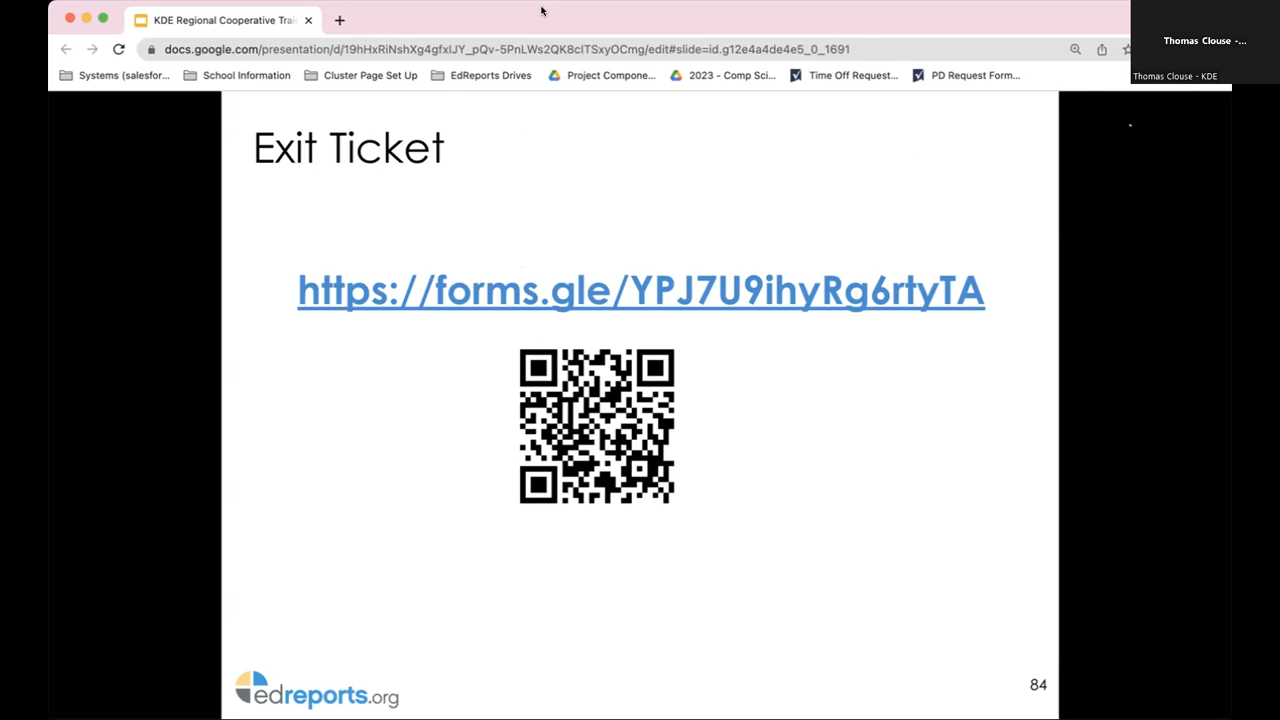 KDE Regional Cooperative Trai
Thomas Clouse -...
docs.google.com/presentation/d/19hHxRiNshXg4gfxlJY_pQv-5PnLWs2QK8clTSxyOCmg/edit#slide=id.g12e4a4de4e5_0_1691
Systems (salesfor... School Information Cluster Page Set Up EdReports Drives Project Compone... 2023 - Comp Sci... Time Off Request... PD Request Form...
Thomas Clouse - KDE
Exit Ticket
https://forms.gle/YPJ7U9ihyRg6rtyTA
edreports.org
84